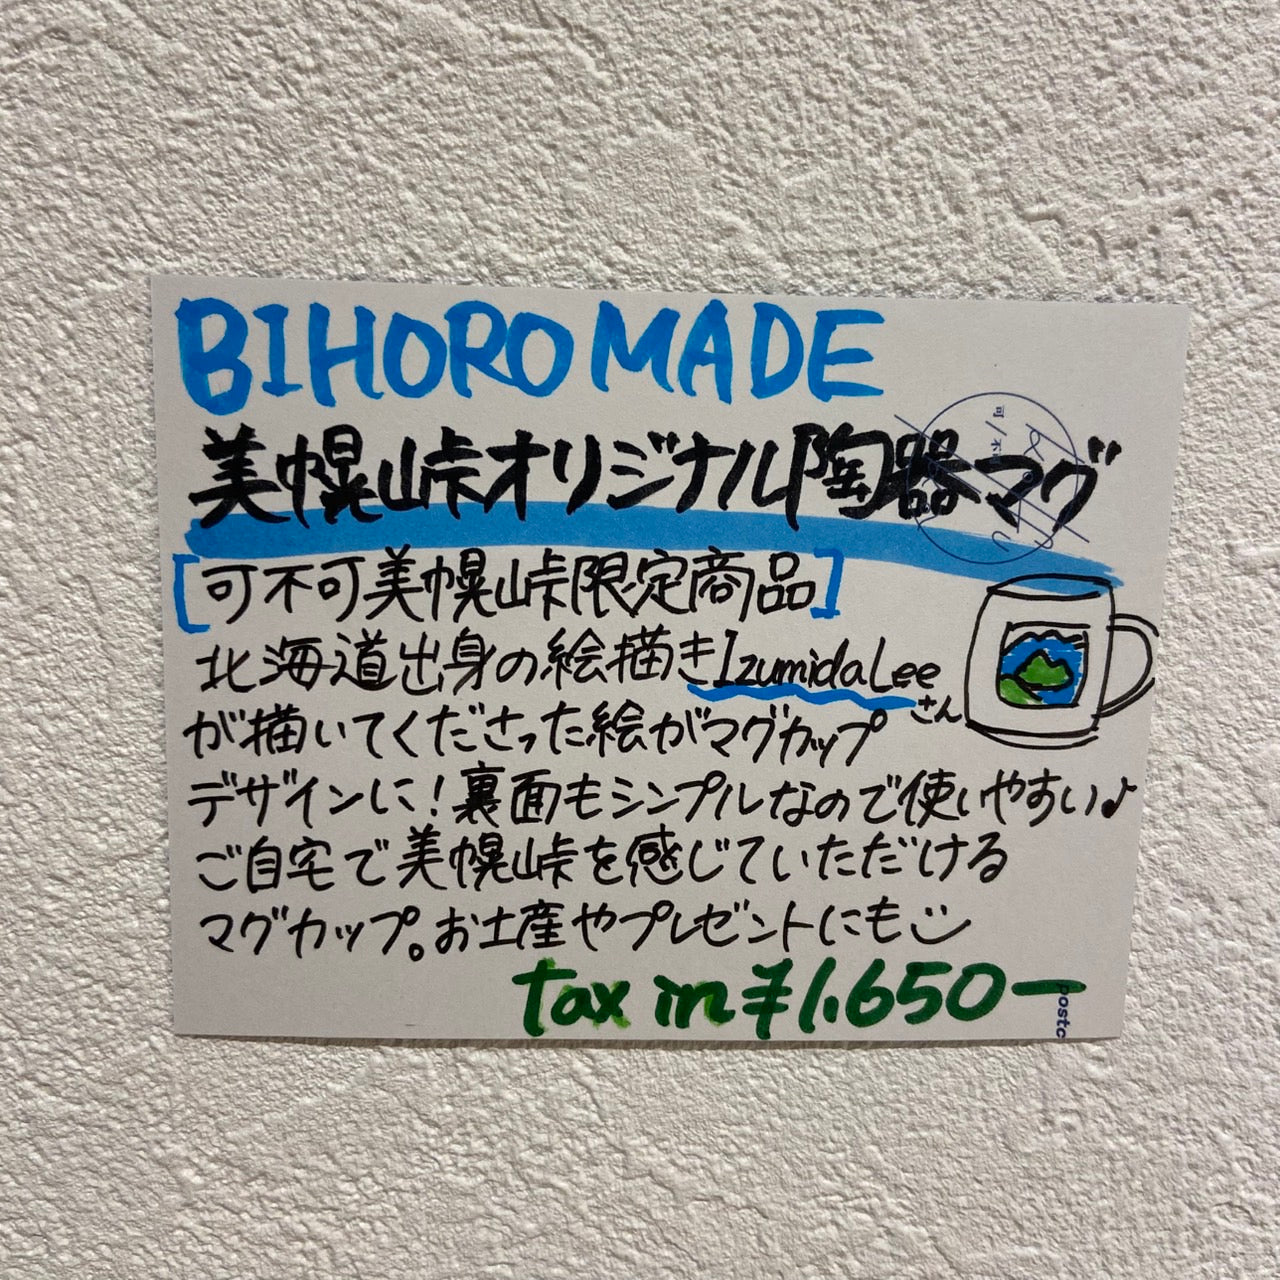 BIHORO MADE
美幌峠オリジナル陶器マグ
[可不可美幌峠限定商品]
北海道出身の絵描きIzumidaLee
さん
が描いてくださった絵がマグカップ
デザインに!裏面もシンプルなので使いやすい♪
ご自宅で美幌峠を感じていただける
マグカップ。お土産やプレゼントにも
tax in ¥1,650ー
postc